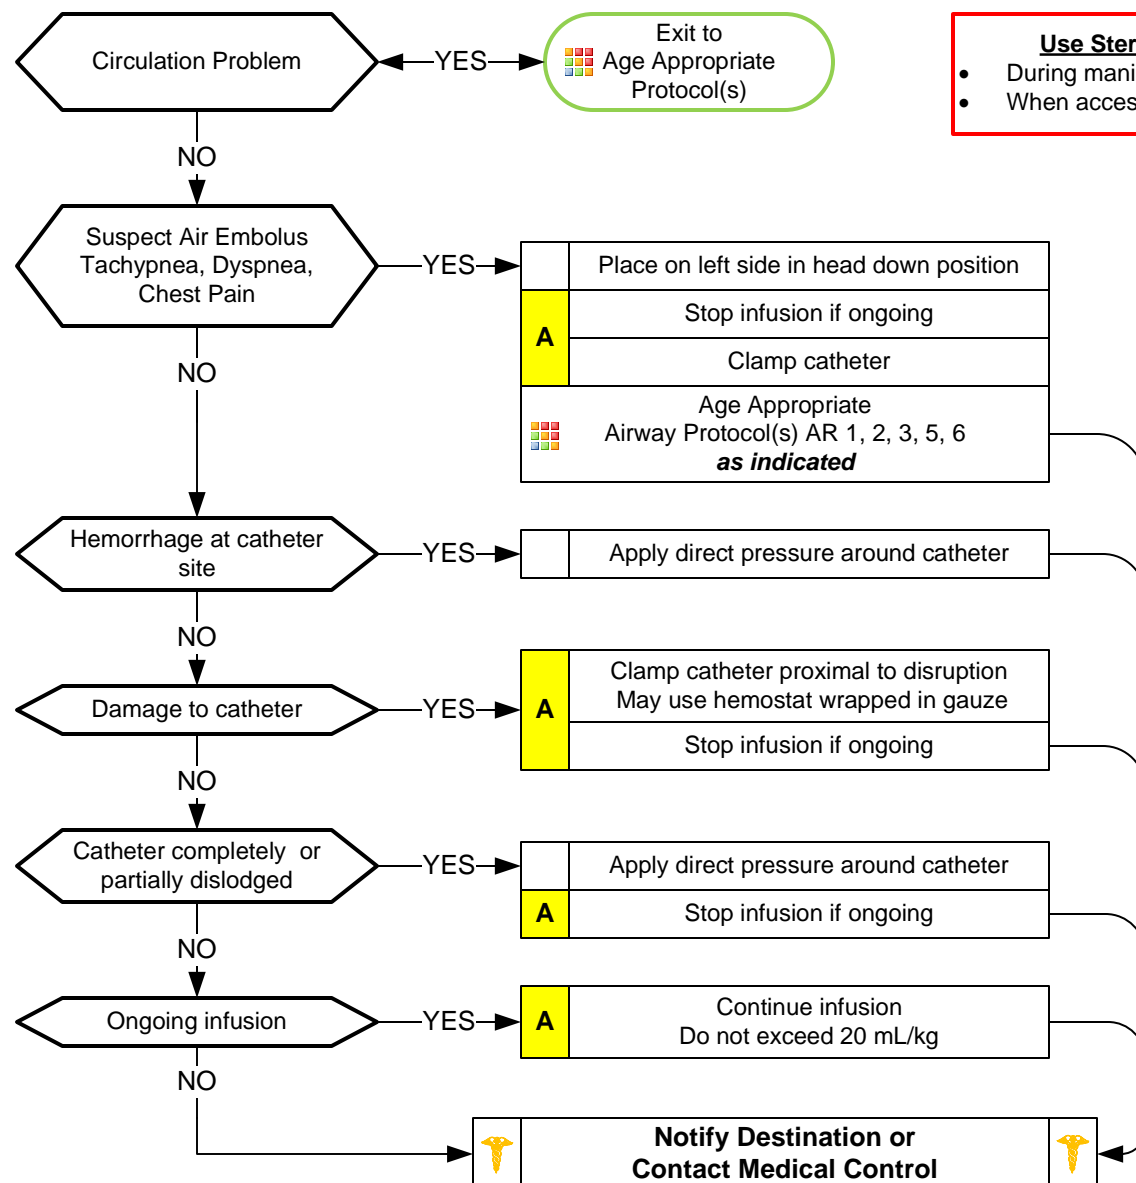 Circulation Problem
YES
Exit to
Age Appropriate
Protocol(s)
Use Ster
• During mani
• When acces
NO
Suspect Air Embolus
Tachypnea, Dyspnea,
Chest Pain
YES
Place on left side in head down position
A
Stop infusion if ongoing
Clamp catheter
Age Appropriate
Airway Protocol(s) AR 1, 2, 3, 5, 6
as indicated
NO
Hemorrhage at catheter
site
YES
Apply direct pressure around catheter
NO
Damage to catheter
YES
A
Clamp catheter proximal to disruption
May use hemostat wrapped in gauze
Stop infusion if ongoing
NO
Catheter completely or
partially dislodged
YES
Apply direct pressure around catheter
A
Stop infusion if ongoing
NO
Ongoing infusion
YES
A
Continue infusion
Do not exceed 20 mL/kg
NO
Notify Destination or
Contact Medical Control